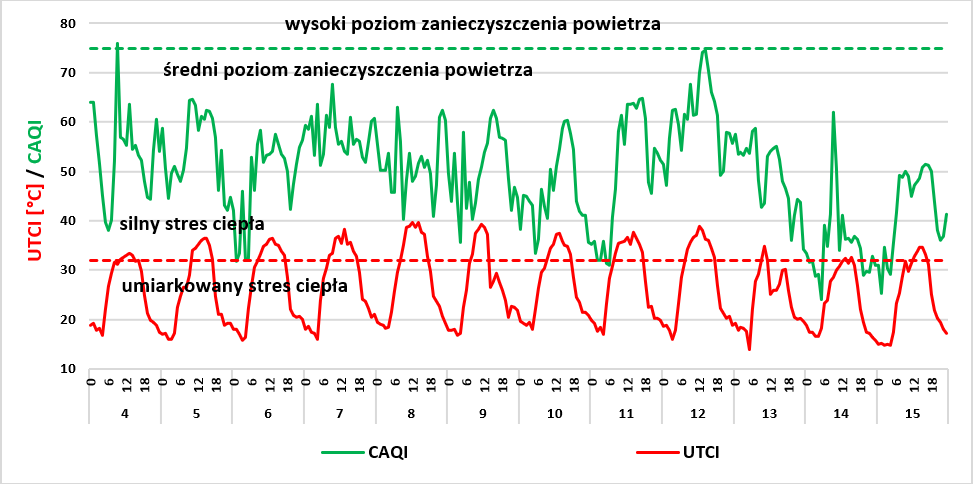 80
wysoki poziom zanieczyszczenia powietrza
70
średni poziom zanieczyszczenia powietrza
60
50
40
silny stres ciepła
30
umiarkowany stres ciepła
20
10
UTCI [°C] / CAQI
0 6 12 18 0 6 12 18 0 6 12 18 0 6 12 18 0 6 12 18 0 6 12 18 0 6 12 18 0 6 12 18 0 6 12 18 0 6 12 18 0 6 12 18 0 6 12 18
4 5 6 7 8 9 10 11 12 13 14 15
CAQI UTCI